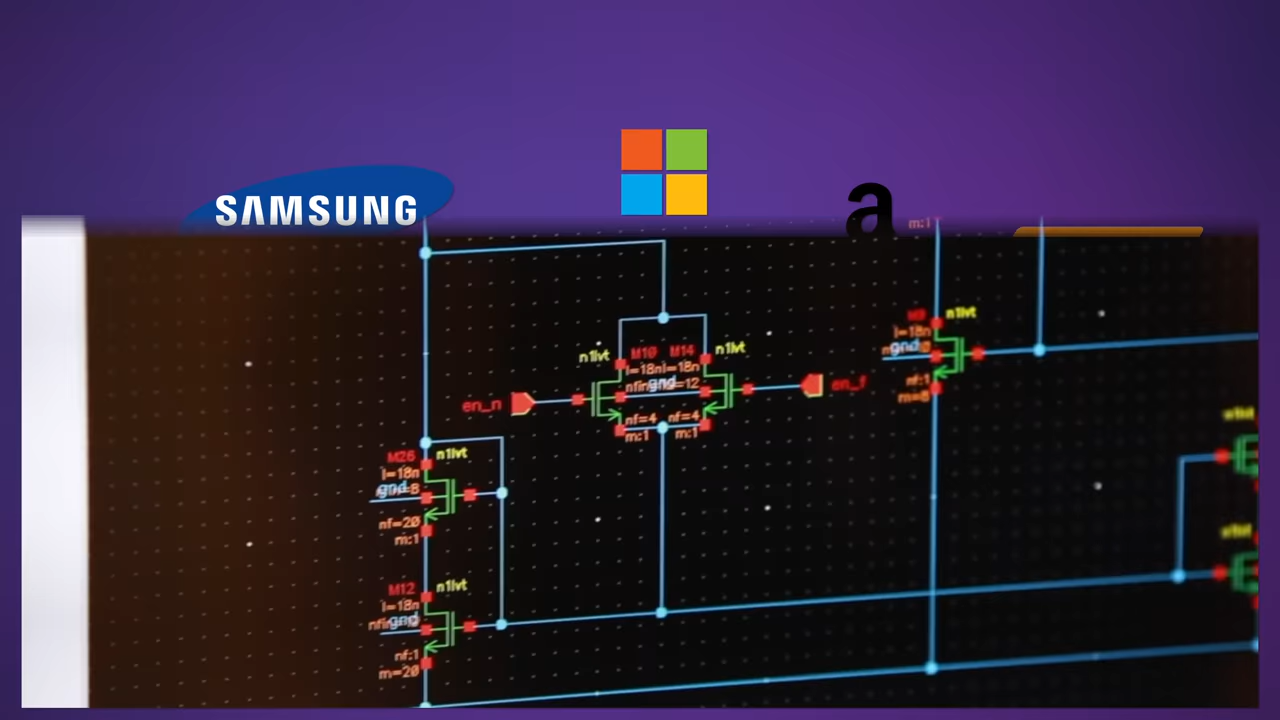 SAMSUNG
a
m:1
M9 n1lvt
l=18n
gnd
nf:1
m=8
n1lvt M10 M14 n1lvt
l=18n l=18n
gnd =12
en_n
en_f
nf=4 nf=4
m:1 m:1
M26 n1lvt
l=18n
gnd =8
nf=20
m:1
M12 n1lvt
l=18n
gnd
nf:1
m=20